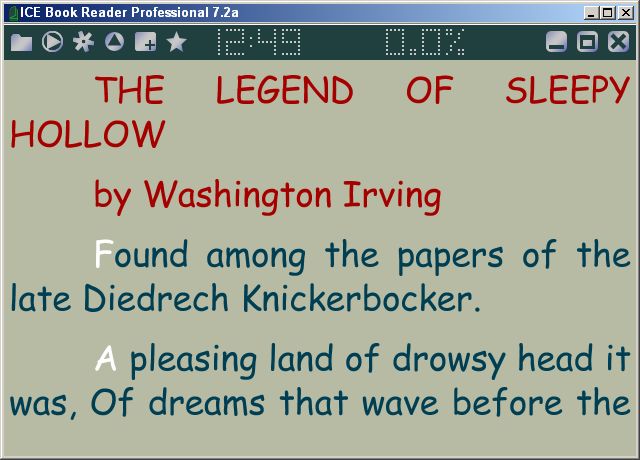 ICE Book Reader Professional 7.2a
12:49 0.0%
THE LEGEND OF SLEEPY
HOLLOW
by Washington Irving
Found among the papers of the
late Diedrech Knickerbocker.
A pleasing land of drowsy head it
was, Of dreams that wave before the